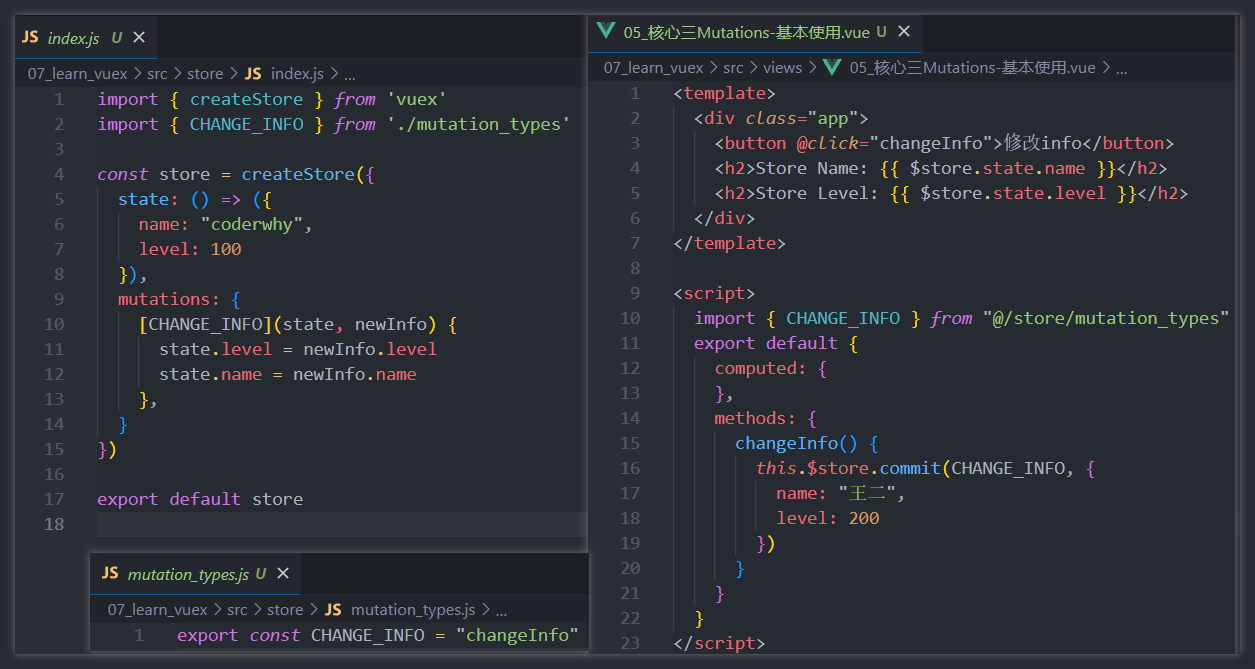 JS index.js U ×
07_learn_vuex > src > store > JS index.js > ...
1 import { createStore } from 'vuex'
2 import { CHANGE_INFO } from './mutation_types'
3
4 const store = createStore({
5   state: () => ({
6     name: "coderwhy",
7     level: 100
8   }),
9   mutations: {
10     [CHANGE_INFO](state, newInfo) {
11       state.level = newInfo.level
12       state.name = newInfo.name
13     },
14   }
15 })
16
17 export default store
18
JS mutation_types.js U ×
07_learn_vuex > src > store > JS mutation_types.js > ...
1 export const CHANGE_INFO = "changeInfo"
05_核心三Mutations-基本使用.vue U ×
07_learn_vuex > src > views > 05_核心三Mutations-基本使用.vue > ...
1 <template>
2   <div class="app">
3     <button @click="changeInfo">修改info</button>
4     <h2>Store Name: {{ $store.state.name }}</h2>
5     <h2>Store Level: {{ $store.state.level }}</h2>
6   </div>
7 </template>
8
9 <script>
10   import { CHANGE_INFO } from "@/store/mutation_types"
11   export default {
12     computed: {
13     },
14     methods: {
15       changeInfo() {
16         this.$store.commit(CHANGE_INFO, {
17           name: "王二",
18           level: 200
19         })
20       }
21     }
22   }
23 </script>